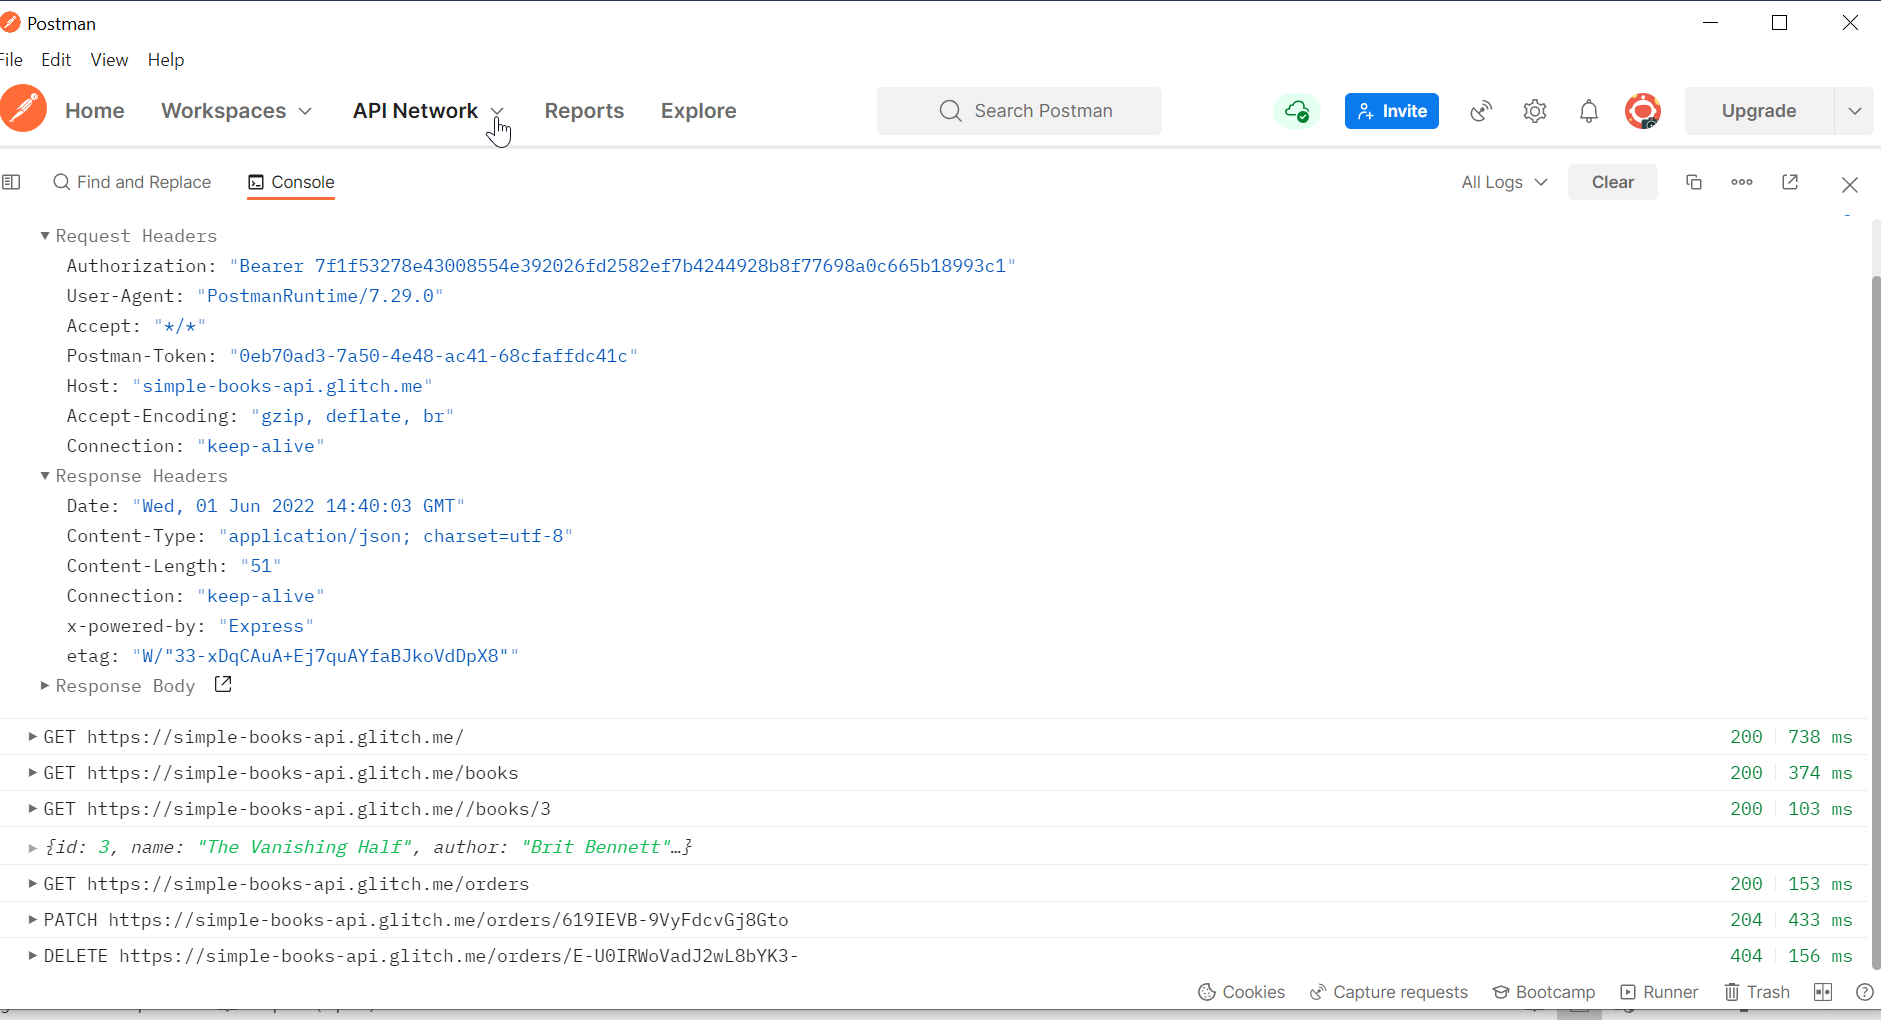 Postman
File Edit View Help
Home Workspaces API Network Reports Explore Search Postman Invite Upgrade
Find and Replace Console All Logs Clear
Request Headers
Authorization: "Bearer 7f1f53278e43008554e392026fd2582ef7b4244928b8f77698a0c665b18993c1"
User-Agent: "PostmanRuntime/7.29.0"
Accept: "*/*"
Postman-Token: "0eb70ad3-7a50-4e48-ac41-68cfaffdc41c"
Host: "simple-books-api.glitch.me"
Accept-Encoding: "gzip, deflate, br"
Connection: "keep-alive"
Response Headers
Date: "Wed, 01 Jun 2022 14:40:03 GMT"
Content-Type: "application/json; charset=utf-8"
Content-Length: "51"
Connection: "keep-alive"
x-powered-by: "Express"
etag: "W/"33-xDqCAuA+Ej7quAYfaBJkoVdDpX8""
Response Body
GET https://simple-books-api.glitch.me/ 200 738 ms
GET https://simple-books-api.glitch.me/books 200 374 ms
GET https://simple-books-api.glitch.me//books/3 200 103 ms
{id: 3, name: "The Vanishing Half", author: "Brit Bennett"…}
GET https://simple-books-api.glitch.me/orders 200 153 ms
PATCH https://simple-books-api.glitch.me/orders/619IEVB-9VyFdcvGj8Gto 204 433 ms
DELETE https://simple-books-api.glitch.me/orders/E-U0IRWoVadJ2wL8bYK3- 404 156 ms
Cookies Capture requests Bootcamp Runner Trash